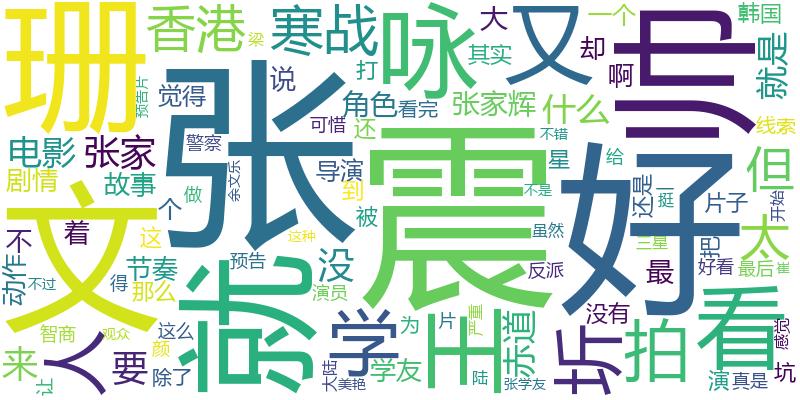 珊
香港
寒战
咏
又
大
其实
却
一个
韩国
帅
就是
梁
预告片
觉得
说
打
啊
电影
张家
警察
可惜
角色
看完
张家辉
什么
线索
张
还
不错
震
好
但
剧情
故事
导演
星
给
还是
挺
片子
开始
余文乐
做
到
不是
文
个
被
虽然
三星
把
太
不
着
这
这种
没
最
好看
最后
崔
动作
节奏
预告
反派
不过
得
那么
就
演员
没有
感觉
智商
观众
这么
颜
学
为
片
王
严重
赤道
圻
拍
看
来
人
要
除了
大陆
美艳
学友
陆
张学友
演
真是
坑
让